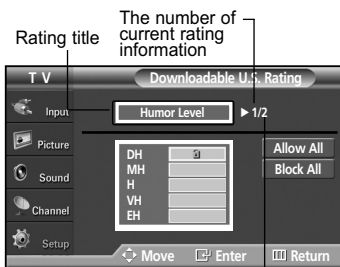 The number of
current rating
information
Rating title
T V
Downloadable U.S. Rating
Input
Humor Level
▶ 1/2
Picture
Sound
Channel
Setup
DH
MH
H
VH
EH
Allow All
Block All
Move
Enter
Return